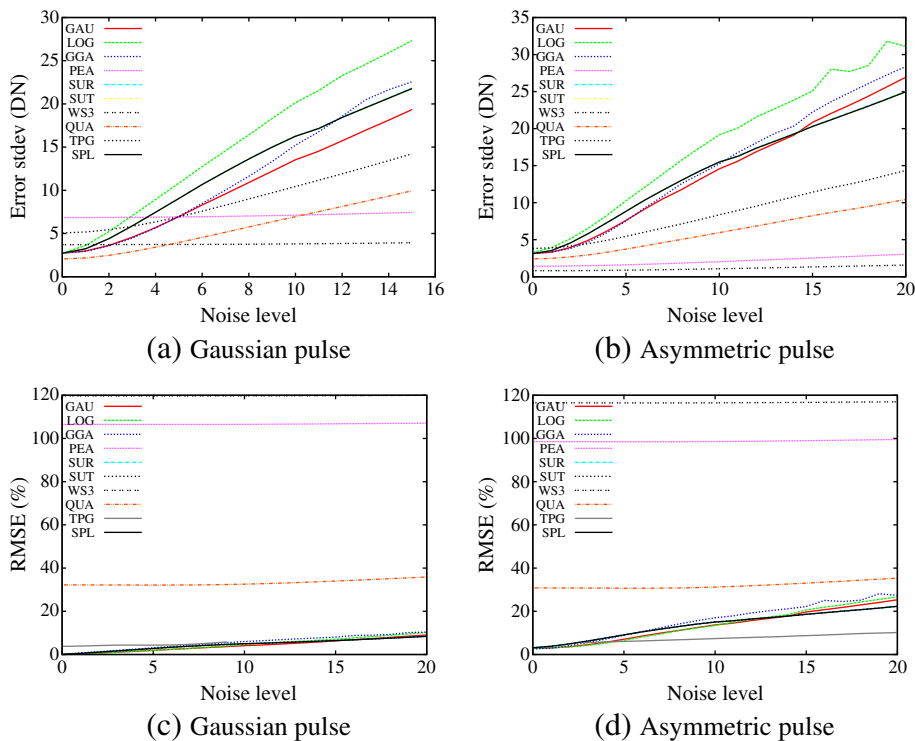 30
25
20
15
10
5
0
Error stdev (DN)
GAU
LOG
GGA
PEA
SUR
SUT
WS3
QUA
TPG
SPL
0 2 4 6 8 10 12 14 16
Noise level
(a) Gaussian pulse
35
30
25
20
15
10
5
0
Error stdev (DN)
GAU
LOG
GGA
PEA
SUR
SUT
WS3
QUA
TPG
SPL
0 5 10 15 20
Noise level
(b) Asymmetric pulse
120
100
80
60
40
20
0
RMSE (%)
GAU
LOG
GGA
PEA
SUR
SUT
WS3
QUA
TPG
SPL
0 5 10 15 20
Noise level
(c) Gaussian pulse
120
100
80
60
40
20
0
RMSE (%)
GAU
LOG
GGA
PEA
SUR
SUT
WS3
QUA
TPG
SPL
0 5 10 15 20
Noise level
(d) Asymmetric pulse